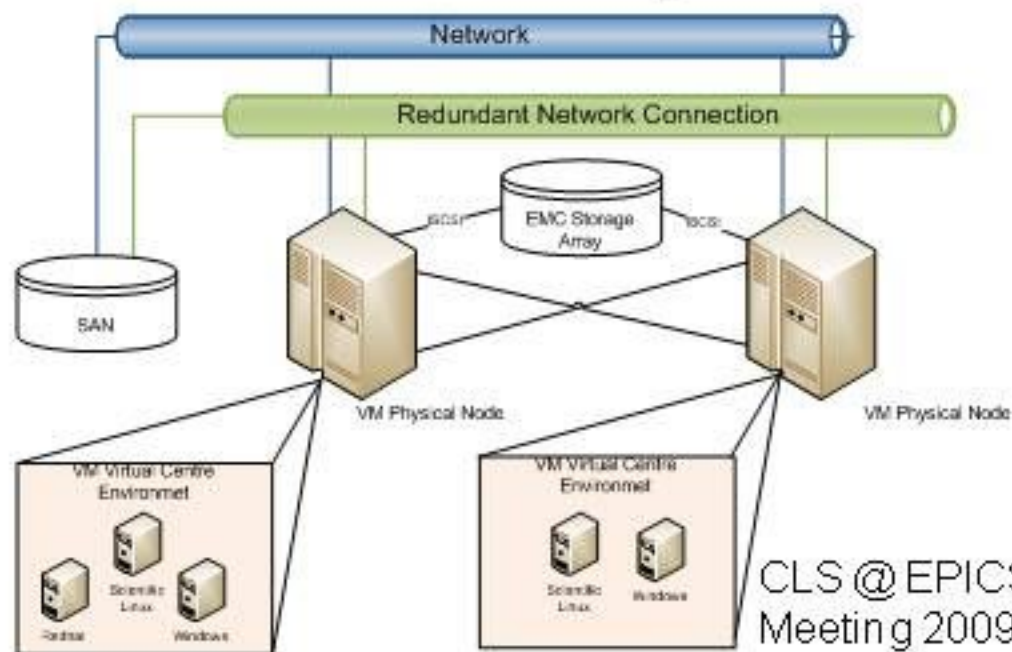 Network
Redundant Network Connection
EMC Storage
Array
iSCSI
iSCSI
SAN
VM Physical Node
VM Physical Node
VM Virtual Centre
Environmet
Scientific
Linux
Redhat
Windows
VM Virtual Centre
Environmet
Scientific
Linux
Windows
CLS @ EPICS
Meeting 2009